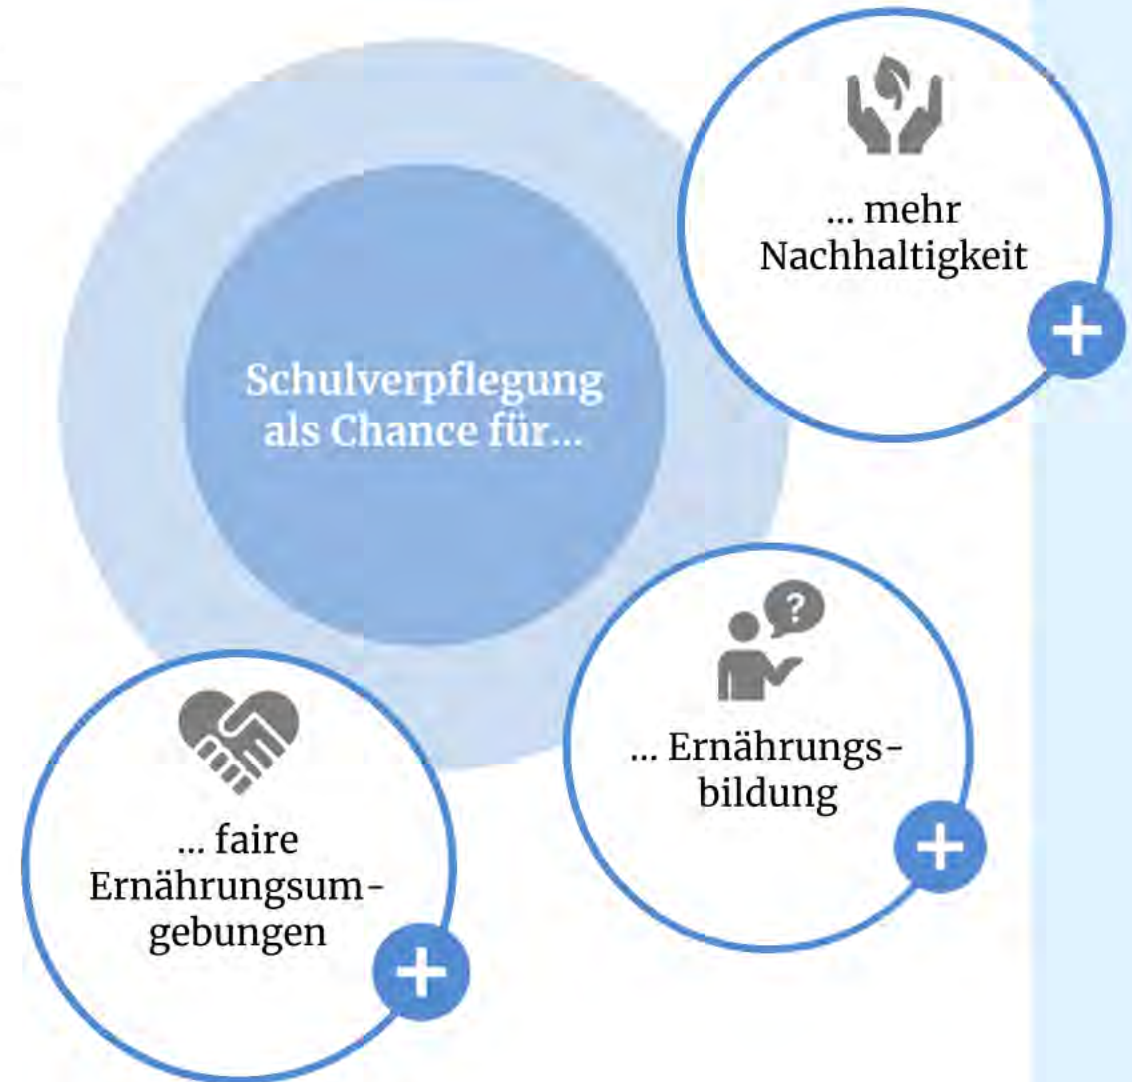 Schulverpflegung
als Chance für...
... mehr
Nachhaltigkeit
+
?
... Ernährungs-
bildung
+
... faire
Ernährungsum-
gebungen
+